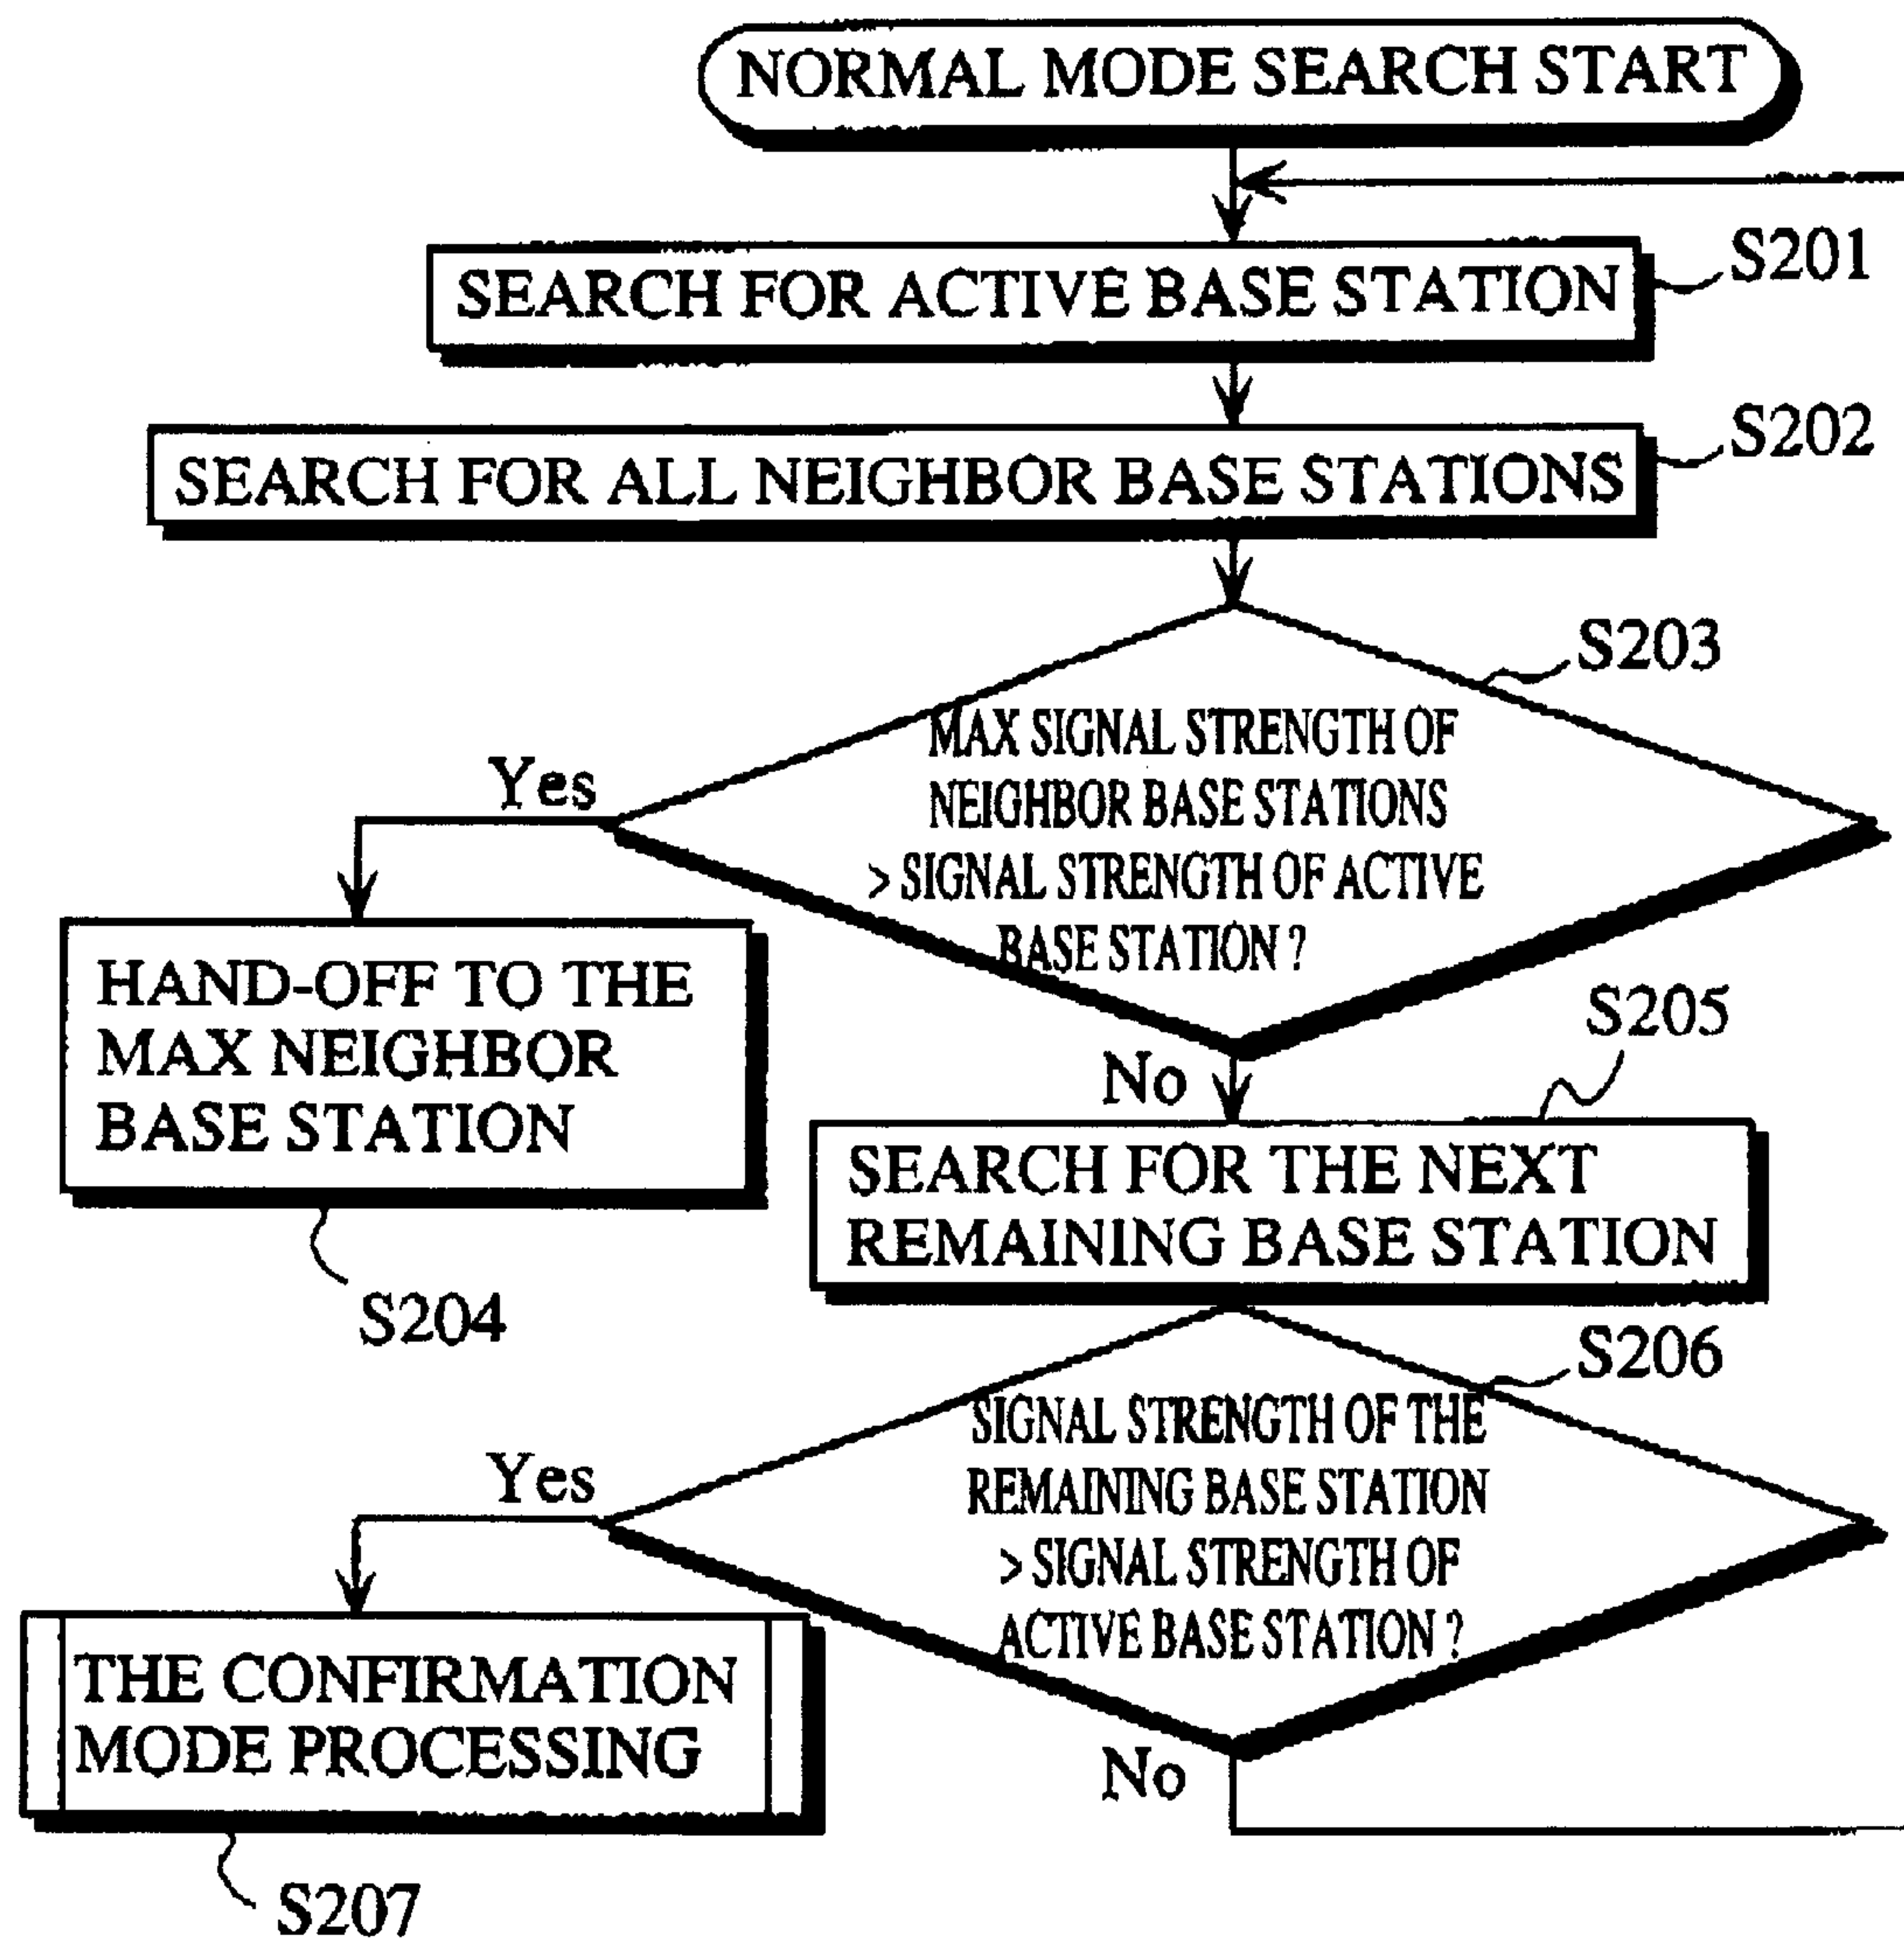 NORMAL MODE SEARCH START
SEARCH FOR ACTIVE BASE STATION
S201
SEARCH FOR ALL NEIGHBOR BASE STATIONS
S202
S203
MAX SIGNAL STRENGTH OF
NEIGHBOR BASE STATIONS
> SIGNAL STRENGTH OF ACTIVE
BASE STATION ?
Yes
HAND-OFF TO THE
MAX NEIGHBOR
BASE STATION
S204
No
S205
SEARCH FOR THE NEXT
REMAINING BASE STATION
S206
SIGNAL STRENGTH OF THE
REMAINING BASE STATION
> SIGNAL STRENGTH OF
ACTIVE BASE STATION ?
Yes
THE CONFIRMATION
MODE PROCESSING
S207
No